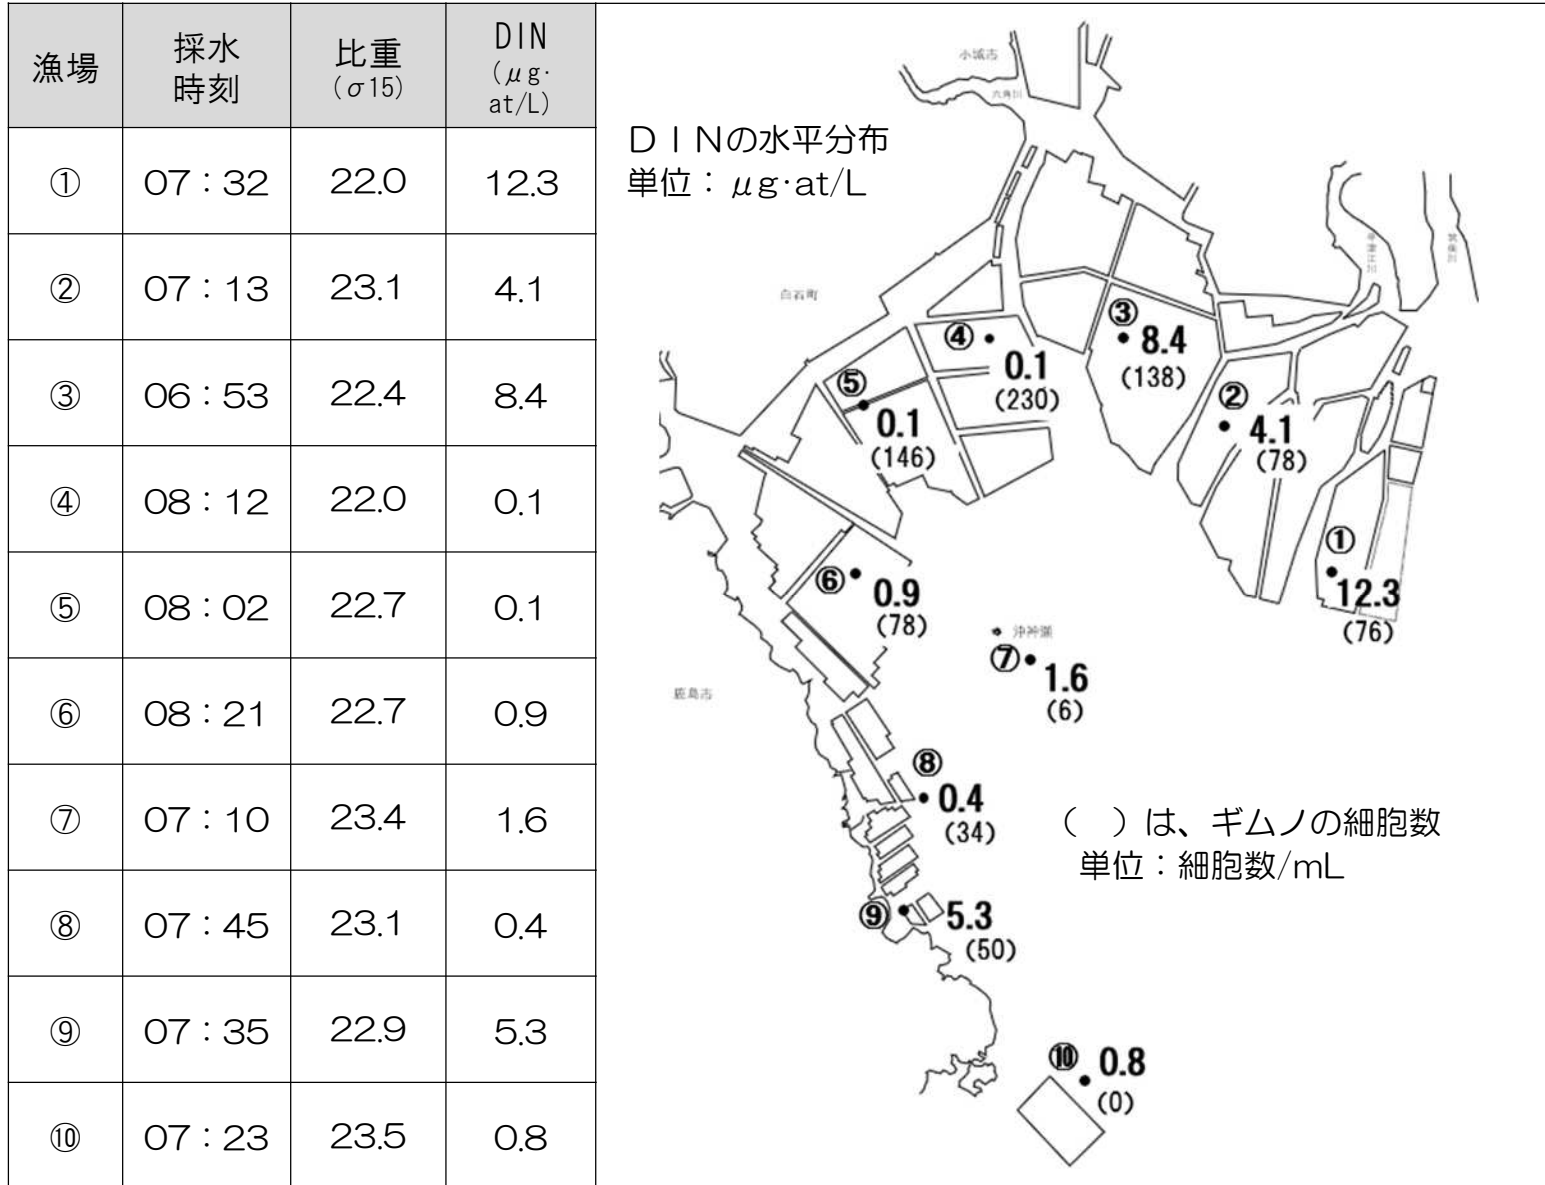 漁場 採水時刻 比重(σ15) DIN(μg·at/L)
① 07：32 22.0 12.3
② 07：13 23.1 4.1
③ 06：53 22.4 8.4
④ 08：12 22.0 0.1
⑤ 08：02 22.7 0.1
⑥ 08：21 22.7 0.9
⑦ 07：10 23.4 1.6
⑧ 07：45 23.1 0.4
⑨ 07：35 22.9 5.3
⑩ 07：23 23.5 0.8
ＤＩＮの水平分布
単位：μg·at/L
小城市
六角川
白石町
鹿島市
沖神瀬
③ 8.4
(138)
④ 0.1
(230)
⑤ 0.1
(146)
② 4.1
(78)
① 12.3
(76)
⑥ 0.9
(78)
⑦ 1.6
(6)
⑧ 0.4
(34)
⑨ 5.3
(50)
⑩ 0.8
(0)
（　）は、ギムノの細胞数
単位：細胞数/mL